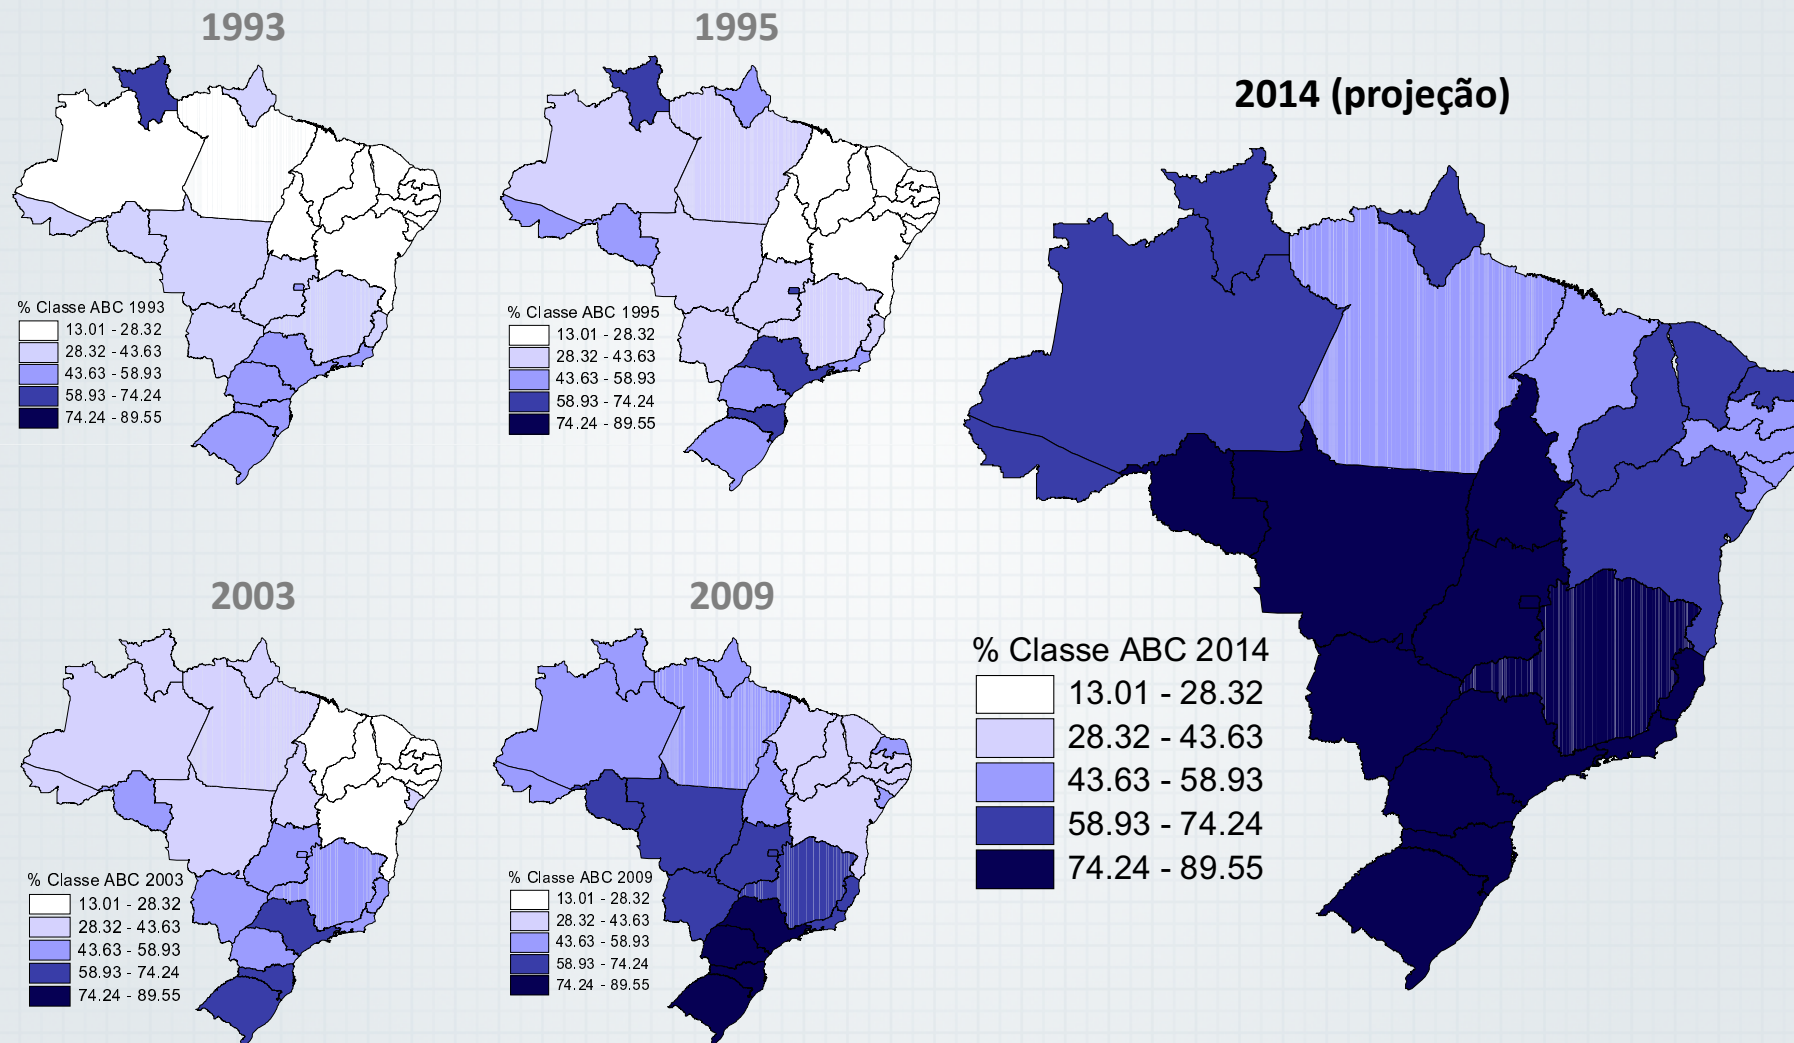 1993
% Classe ABC 1993
13.01 - 28.32
28.32 - 43.63
43.63 - 58.93
58.93 - 74.24
74.24 - 89.55
1995
% Classe ABC 1995
13.01 - 28.32
28.32 - 43.63
43.63 - 58.93
58.93 - 74.24
74.24 - 89.55
2003
% Classe ABC 2003
13.01 - 28.32
28.32 - 43.63
43.63 - 58.93
58.93 - 74.24
74.24 - 89.55
2009
% Classe ABC 2009
13.01 - 28.32
28.32 - 43.63
43.63 - 58.93
58.93 - 74.24
74.24 - 89.55
2014 (projeção)
% Classe ABC 2014
13.01 - 28.32
28.32 - 43.63
43.63 - 58.93
58.93 - 74.24
74.24 - 89.55